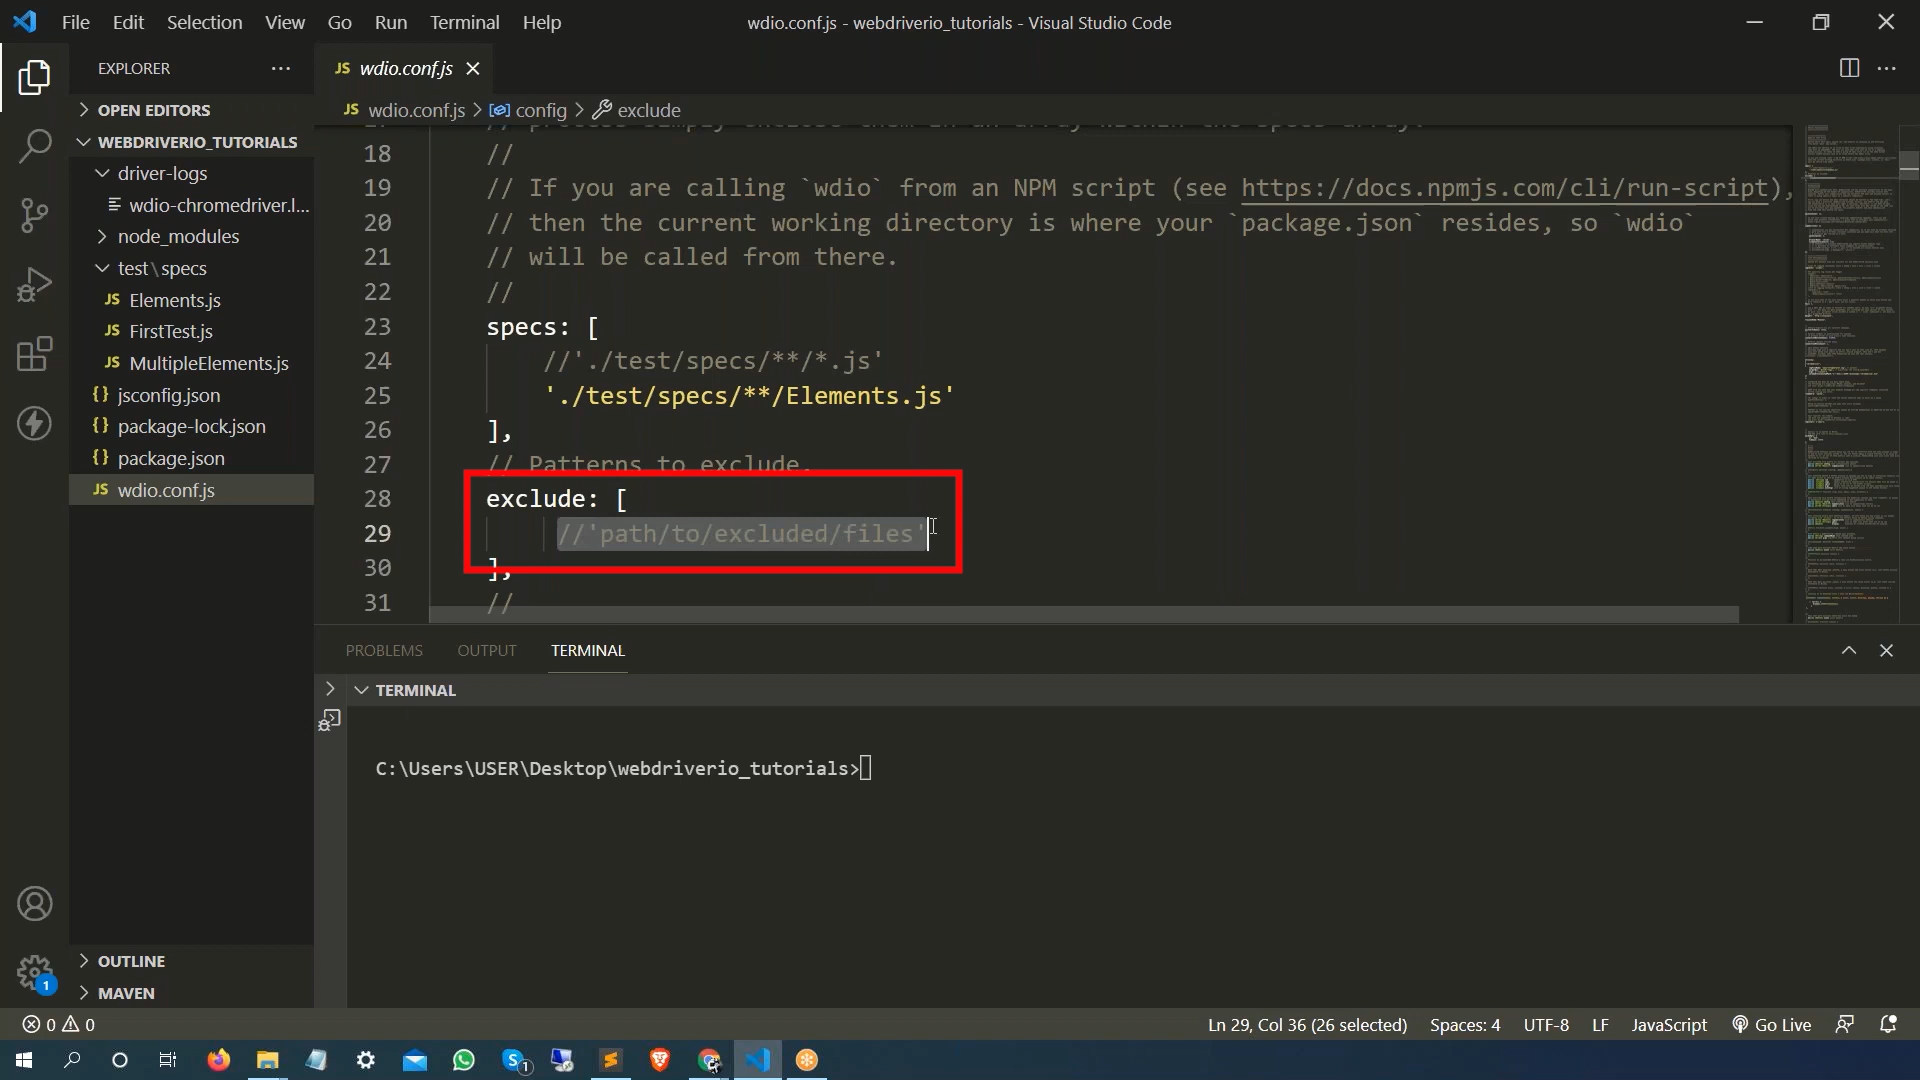 File Edit Selection View Go Run Terminal Help
wdio.conf.js - webdriverio_tutorials - Visual Studio Code
EXPLORER
OPEN EDITORS
WEBDRIVERIO_TUTORIALS
driver-logs
wdio-chromedriver.l...
node_modules
test\specs
JS Elements.js
JS FirstTest.js
JS MultipleElements.js
{} jsconfig.json
{} package-lock.json
{} package.json
JS wdio.conf.js
OUTLINE
MAVEN
JS wdio.conf.js
JS wdio.conf.js > config > exclude
18 //
19 // If you are calling `wdio` from an NPM script (see https://docs.npmjs.com/cli/run-script),
20 // then the current working directory is where your `package.json` resides, so `wdio`
21 // will be called from there.
22 //
23 specs: [
24 //'./test/specs/**/*.js'
25 './test/specs/**/Elements.js'
26 ],
27 // Patterns to exclude.
28 exclude: [
29 //'path/to/excluded/files'
30 ],
31 //
PROBLEMS OUTPUT TERMINAL
TERMINAL
C:\Users\USER\Desktop\webdriverio_tutorials>
1
0 0
Ln 29, Col 36 (26 selected) Spaces: 4 UTF-8 LF JavaScript Go Live
1